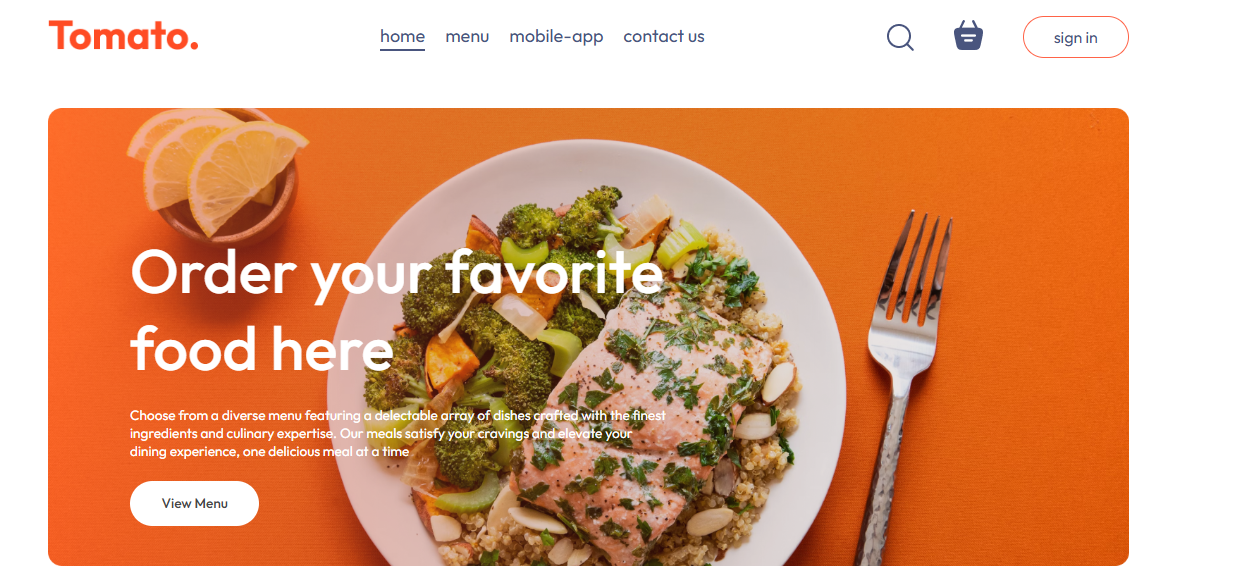 Tomato.
home menu mobile-app contact us
sign in
Order your favorite
food here
Choose from a diverse menu featuring a delectable array of dishes crafted with the finest
ingredients and culinary expertise. Our meals satisfy your cravings and elevate your
dining experience, one delicious meal at a time
View Menu